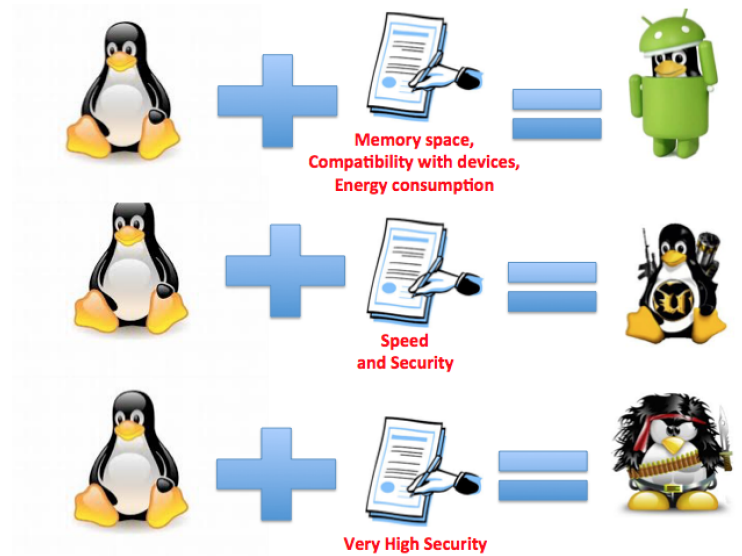 Memory space,
Compatibility with devices,
Energy consumption
Speed
and Security
Very High Security